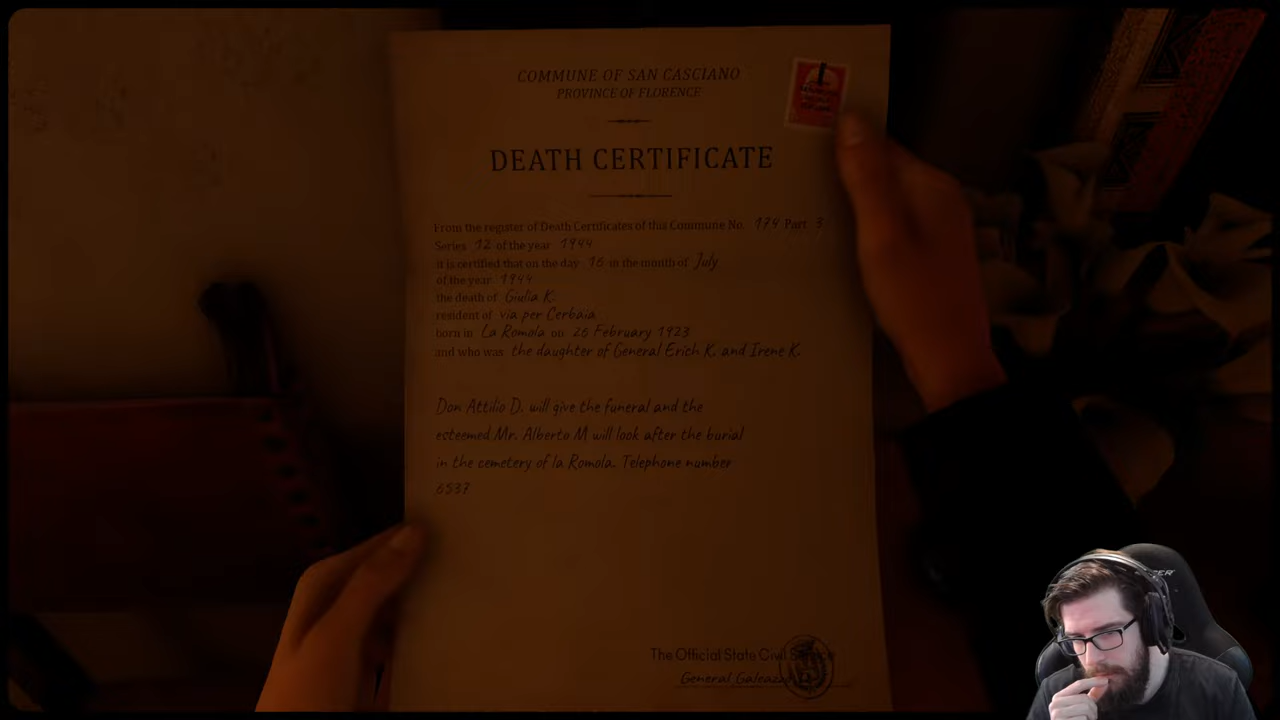 COMMUNE OF SAN CASCIANO
PROVINCE OF FLORENCE
DEATH CERTIFICATE
From the register of Death Certificates of this Commune No. 174 Part 3
Series 12 of the year 1944
it is certified that on the day 16 in the month of July
of the year 1944
the death of Giulia K.
resident of via per Cerbaia
born in La Romola on 26 February 1923
and who was the daughter of General Erich K. and Irene K.
Don Attilio D. will give the funeral and the
esteemed Mr. Alberto M will look after the burial
in the cemetery of la Romola. Telephone number
6537
The Official State Civil Service
General Galeazzo